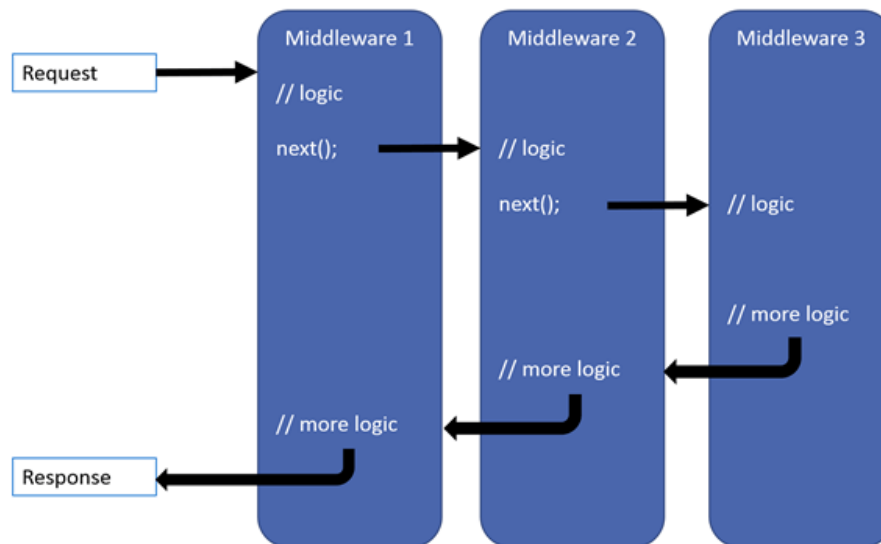 Middleware 1
Middleware 2
Middleware 3
Request
// logic
next();
// logic
next();
// logic
// more logic
// more logic
// more logic
Response